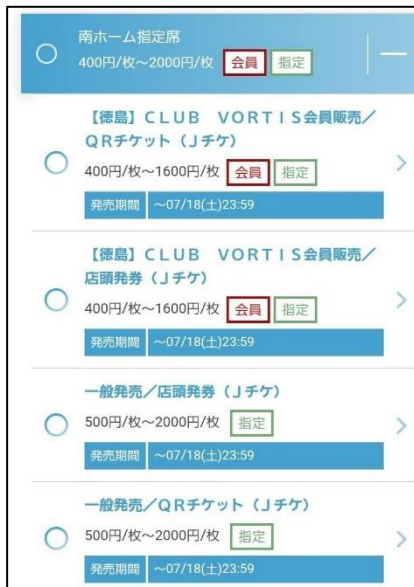 南ホーム指定席
400円/枚～2000円/枚 会員 指定
【徳島】ＣＬＵＢ　ＶＯＲＴＩＳ会員販売／
ＱＲチケット（Ｊチケ）
400円/枚～1600円/枚 会員 指定
発売期間 ～07/18(土)23:59
【徳島】ＣＬＵＢ　ＶＯＲＴＩＳ会員販売／
店頭発券（Ｊチケ）
400円/枚～1600円/枚 会員 指定
発売期間 ～07/18(土)23:59
一般発売／店頭発券（Ｊチケ）
500円/枚～2000円/枚 指定
発売期間 ～07/18(土)23:59
一般発売／ＱＲチケット（Ｊチケ）
500円/枚～2000円/枚 指定
発売期間 ～07/18(土)23:59